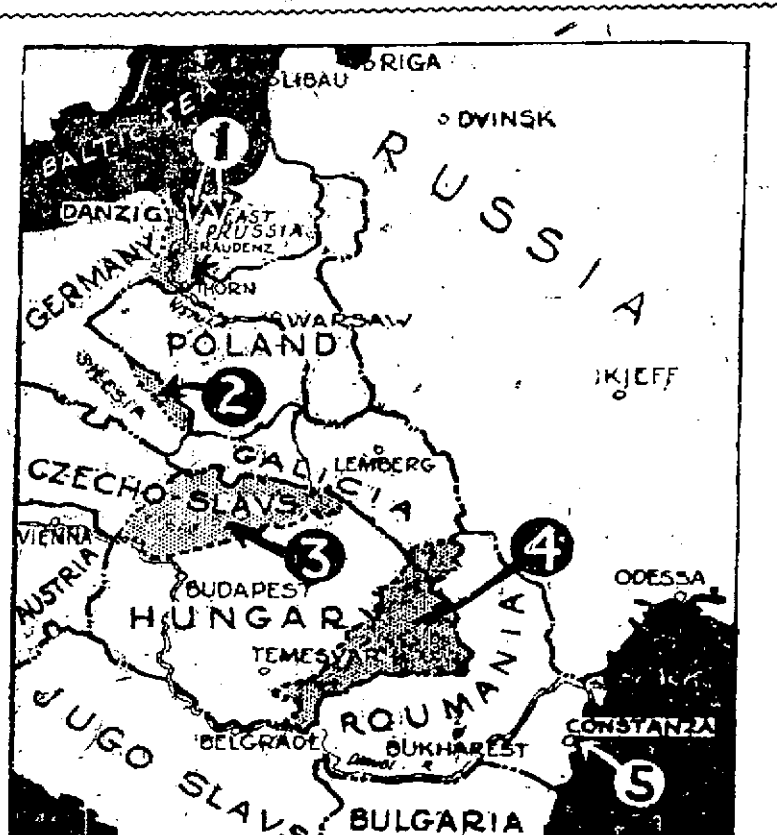 RIGA
LIBAU
DVINSK
BALTIC SEA
1
RUSSIA
DANZIG
EAST
PRUSSIA
GRAUDENZ
GERMANY
THORN
WARSAW
POLAND
KIEFF
SILESIA
2
GALICIA
LEMBERG
CZECHO-SLAVS
VIENNA
3
4
AUSTRIA
BUDAPEST
ODESSA
HUNGARY
TEMESVAR
ROUMANIA
JUGO SLAVS
BELGRADE
BUKHAREST
CONSTANZA
5
BULGARIA